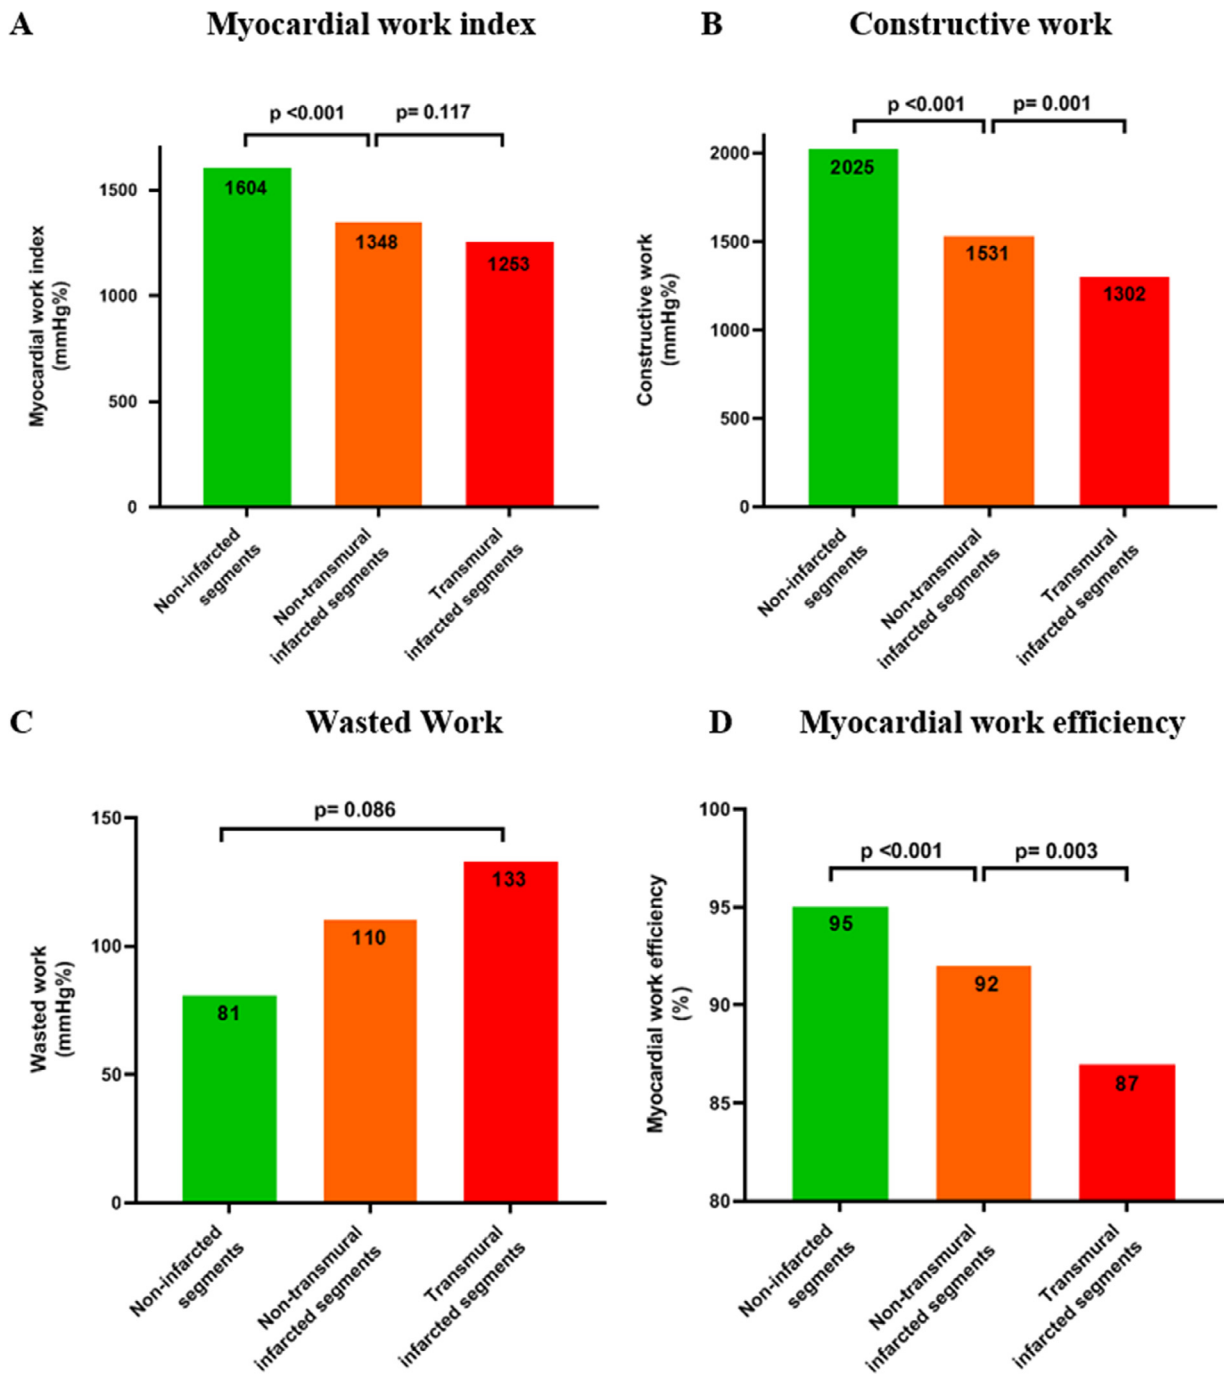 A
Myocardial work index
p <0.001
p= 0.117
Myocardial work index
(mmHg%)
1500
1000
500
0
1604
1348
1253
Non-infarcted
segments
Non-transmural
infarcted segments
Transmural
infarcted segments
B
Constructive work
p <0.001
p= 0.001
Constructive work
(mmHg%)
2000
1500
1000
500
0
2025
1531
1302
Non-infarcted
segments
Non-transmural
infarcted segments
Transmural
infarcted segments
C
Wasted Work
p= 0.086
Wasted work
(mmHg%)
150
100
50
0
81
110
133
Non-infarcted
segments
Non-transmural
infarcted segments
Transmural
infarcted segments
D
Myocardial work efficiency
p <0.001
p= 0.003
Myocardial work efficiency
(%)
100
95
90
85
80
95
92
87
Non-infarcted
segments
Non-transmural
infarcted segments
Transmural
infarcted segments